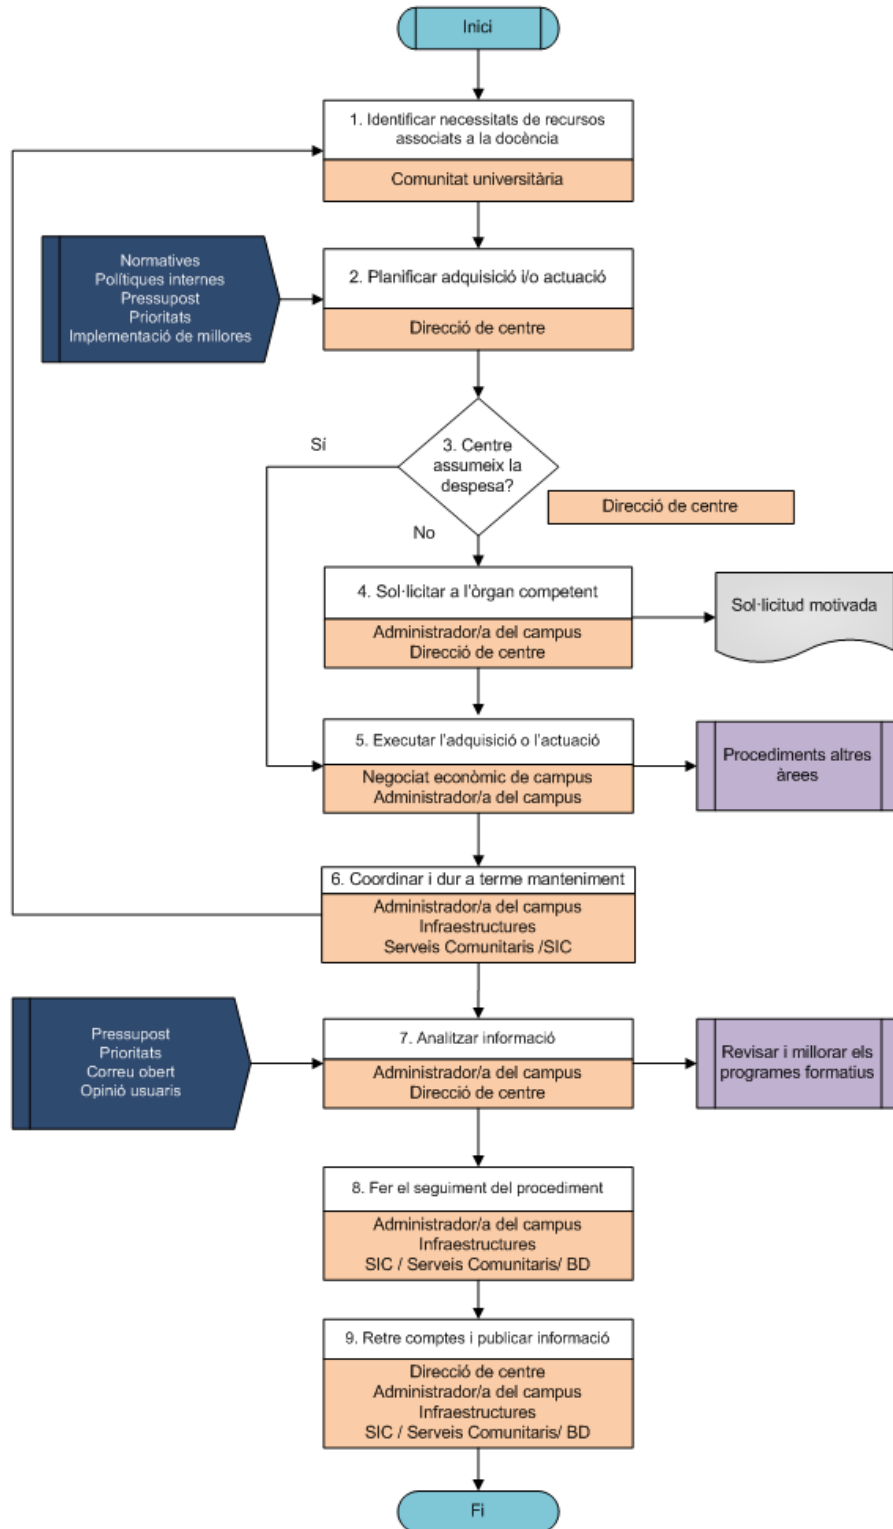 Inici
1. Identificar necessitats de recursos
associats a la docència
Comunitat universitària
Normatives
Polítiques internes
Pressupost
Prioritats
Implementació de millores
2. Planificar adquisició i/o actuació
Direcció de centre
Sí
3. Centre
assumeix la
despesa?
Direcció de centre
No
4. Sol·licitar a l'òrgan competent
Administrador/a del campus
Direcció de centre
Sol·licitud motivada
5. Executar l'adquisició o l'actuació
Negociat econòmic de campus
Administrador/a del campus
Procediments altres
àrees
6. Coordinar i dur a terme manteniment
Administrador/a del campus
Infraestructures
Serveis Comunitaris /SIC
Pressupost
Prioritats
Correu obert
Opinió usuaris
7. Analitzar informació
Administrador/a del campus
Direcció de centre
Revisar i millorar els
programes formatius
8. Fer el seguiment del procediment
Administrador/a del campus
Infraestructures
SIC / Serveis Comunitaris/ BD
9. Retre comptes i publicar informació
Direcció de centre
Administrador/a del campus
Infraestructures
SIC / Serveis Comunitaris/ BD
Fi